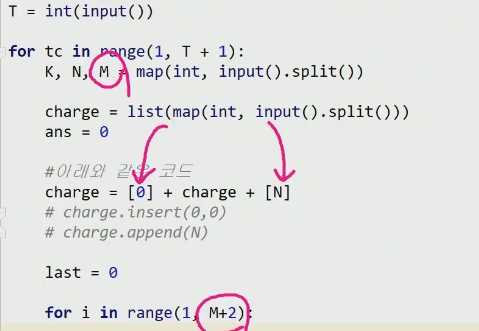 T = int(input())
for tc in range(1, T + 1):
K, N, M = map(int, input().split())
charge = list(map(int, input().split()))
ans = 0
#아래와 같은 코드
charge = [0] + charge + [N]
# charge.insert(0,0)
# charge.append(N)
last = 0
for i in range(1, M+2):